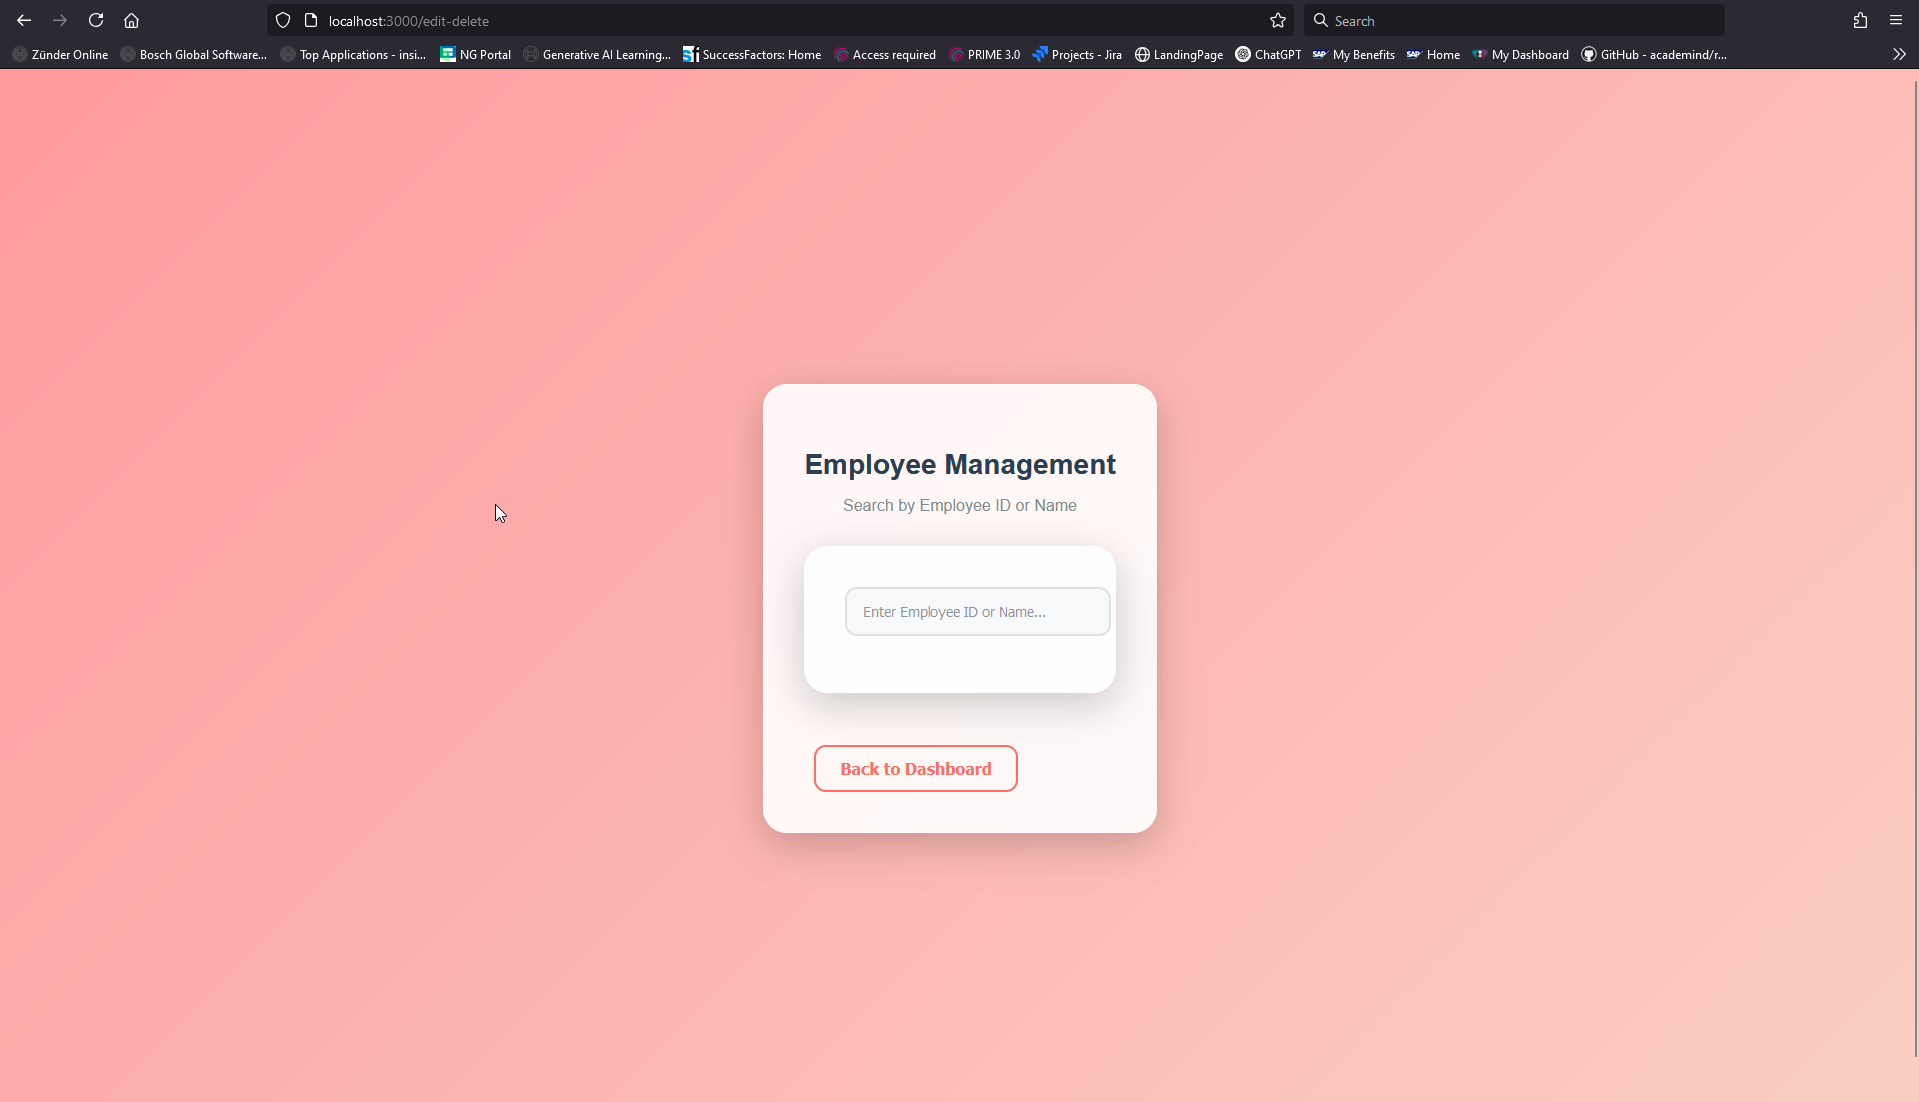 localhost:3000/edit-delete
Search
Zünder Online
Bosch Global Software...
Top Applications - insi...
NG Portal
Generative AI Learning...
SuccessFactors: Home
Access required
PRIME 3.0
Projects - Jira
LandingPage
ChatGPT
My Benefits
Home
My Dashboard
GitHub - academind/r...
Employee Management
Search by Employee ID or Name
Enter Employee ID or Name...
Back to Dashboard